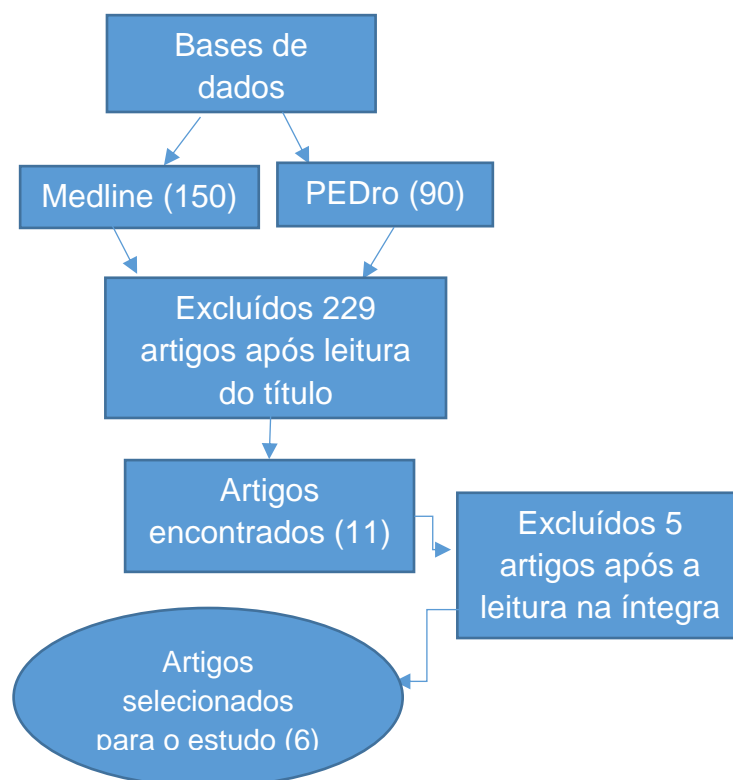 Bases de
dados
Medline (150)
PEDro (90)
Excluídos 229
artigos após leitura
do título
Artigos
encontrados (11)
Excluídos 5
artigos após a
leitura na íntegra
Artigos
selecionados
para o estudo (6)